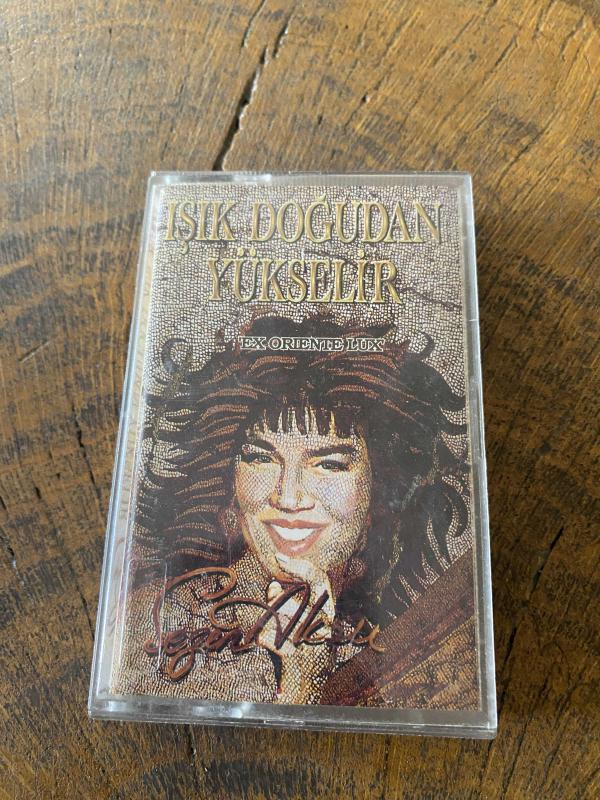 IŞIK DOĞUDAN
YÜKSELİR
EX ORIENTE LUX
Sezen Aksu